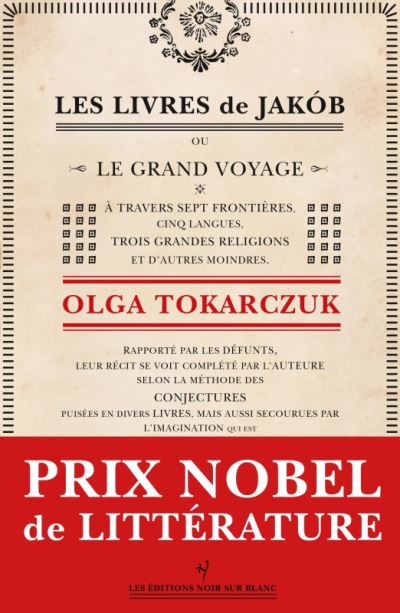 LES LIVRES de JAKÓB
OU
LE GRAND VOYAGE
À TRAVERS SEPT FRONTIÈRES,
CINQ LANGUES,
TROIS GRANDES RELIGIONS
ET D'AUTRES MOINDRES.
OLGA TOKARCZUK
RAPPORTÉ PAR LES DÉFUNTS,
LEUR RÉCIT SE VOIT COMPLÉTÉ PAR L'AUTEURE
SELON LA MÉTHODE DES
CONJECTURES
PUISÉES EN DIVERS LIVRES, MAIS AUSSI SECOURUES PAR
L'IMAGINATION QUI EST
PRIX NOBEL
de LITTÉRATURE
LES ÉDITIONS NOIR SUR BLANC